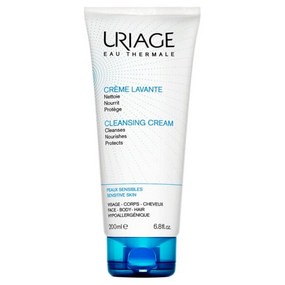 URIAGE
EAU THERMALE
CRÈME LAVANTE
Nettoie
Nourrit
Protège
CLEANSING CREAM
Cleanses
Nourishes
Protects
PEAUX SENSIBLES
SENSITIVE SKIN
VISAGE - CORPS - CHEVEUX
FACE - BODY - HAIR
HYPOALLERGÉNIQUE
200ml℮ 6.8fl.oz.